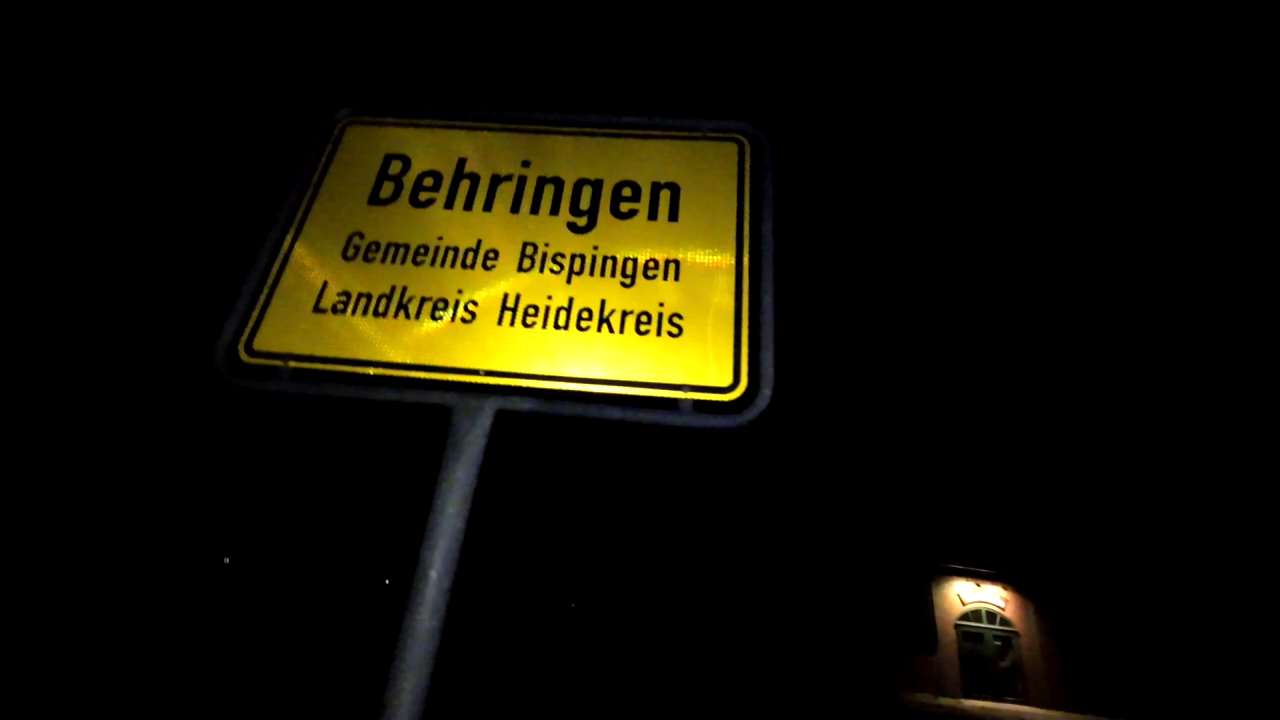 Behringen
Gemeinde Bispingen
Landkreis Heidekreis